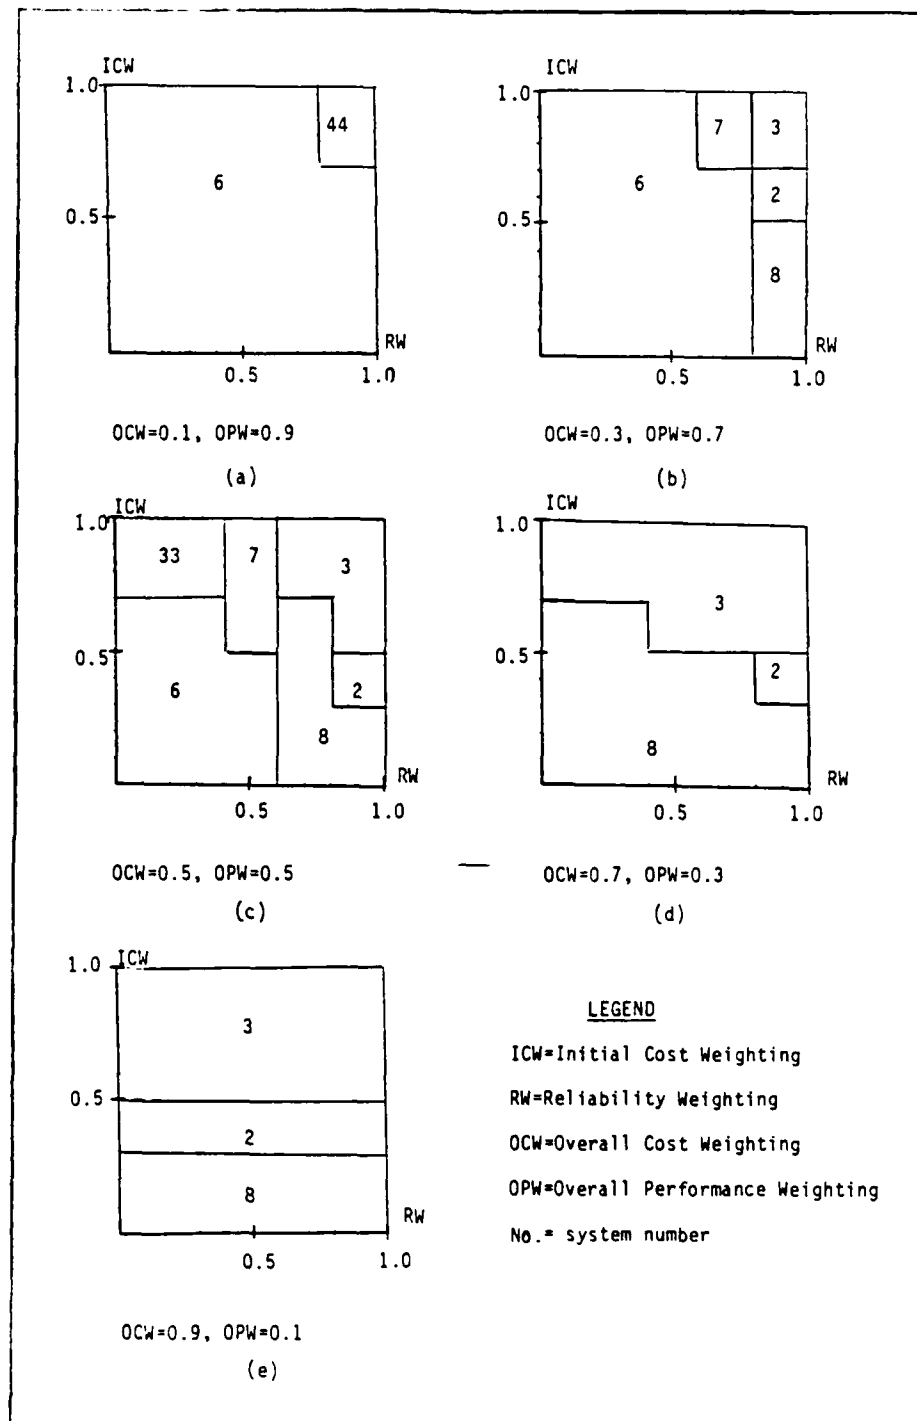 ICW
1.0
44
6
0.5
RW
0.5
1.0
OCW=0.1, OPW=0.9
(a)
ICW
1.0
7
3
6
2
0.5
8
RW
0.5
1.0
OCW=0.3, OPW=0.7
(b)
ICW
1.0
33
7
3
0.5
6
2
8
RW
0.5
1.0
OCW=0.5, OPW=0.5
(c)
ICW
1.0
3
0.5
2
8
RW
0.5
1.0
OCW=0.7, OPW=0.3
(d)
ICW
1.0
3
0.5
2
8
RW
0.5
1.0
OCW=0.9, OPW=0.1
(e)
LEGEND
ICW=Initial Cost Weighting
RW=Reliability Weighting
OCW=Overall Cost Weighting
OPW=Overall Performance Weighting
No.= system number